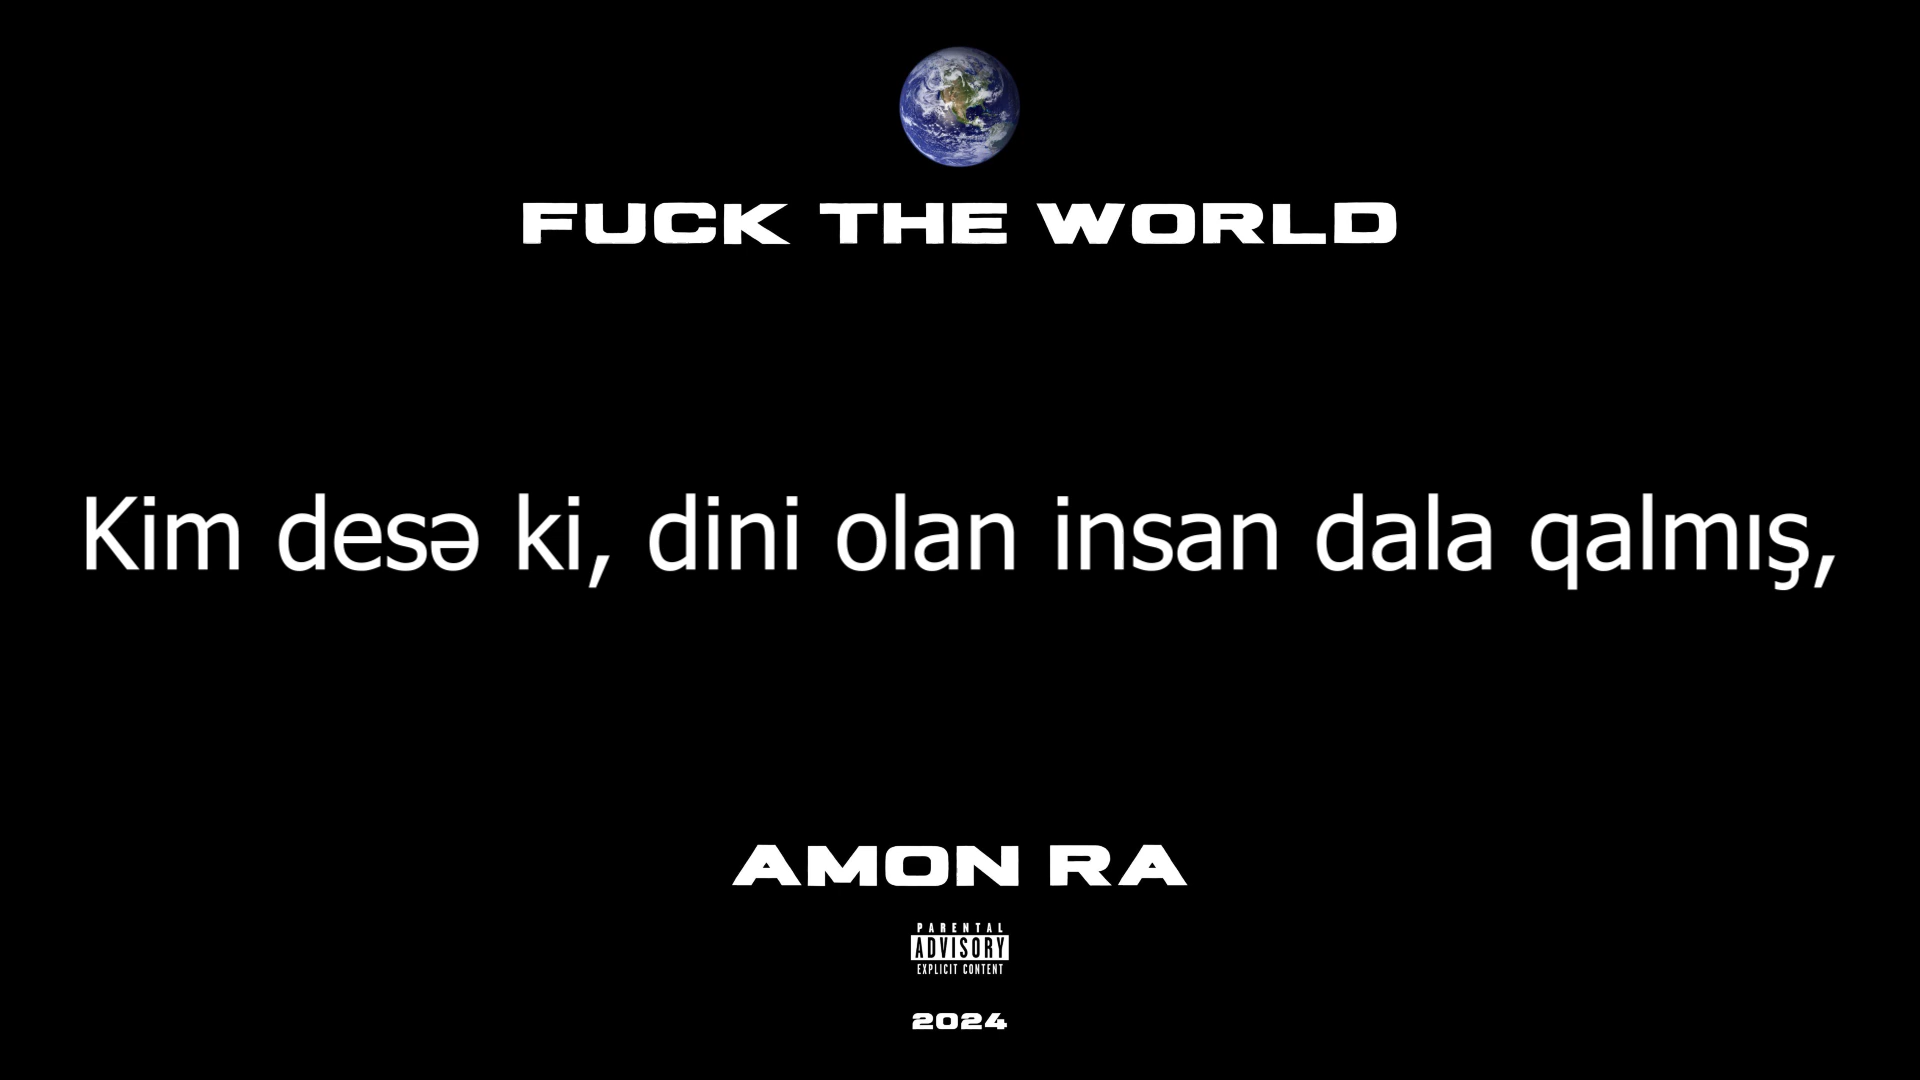 FUCK THE WORLD
Kim desə ki, dini olan insan dala qalmış,
AMON RA
PARENTAL
ADVISORY
EXPLICIT CONTENT
2024